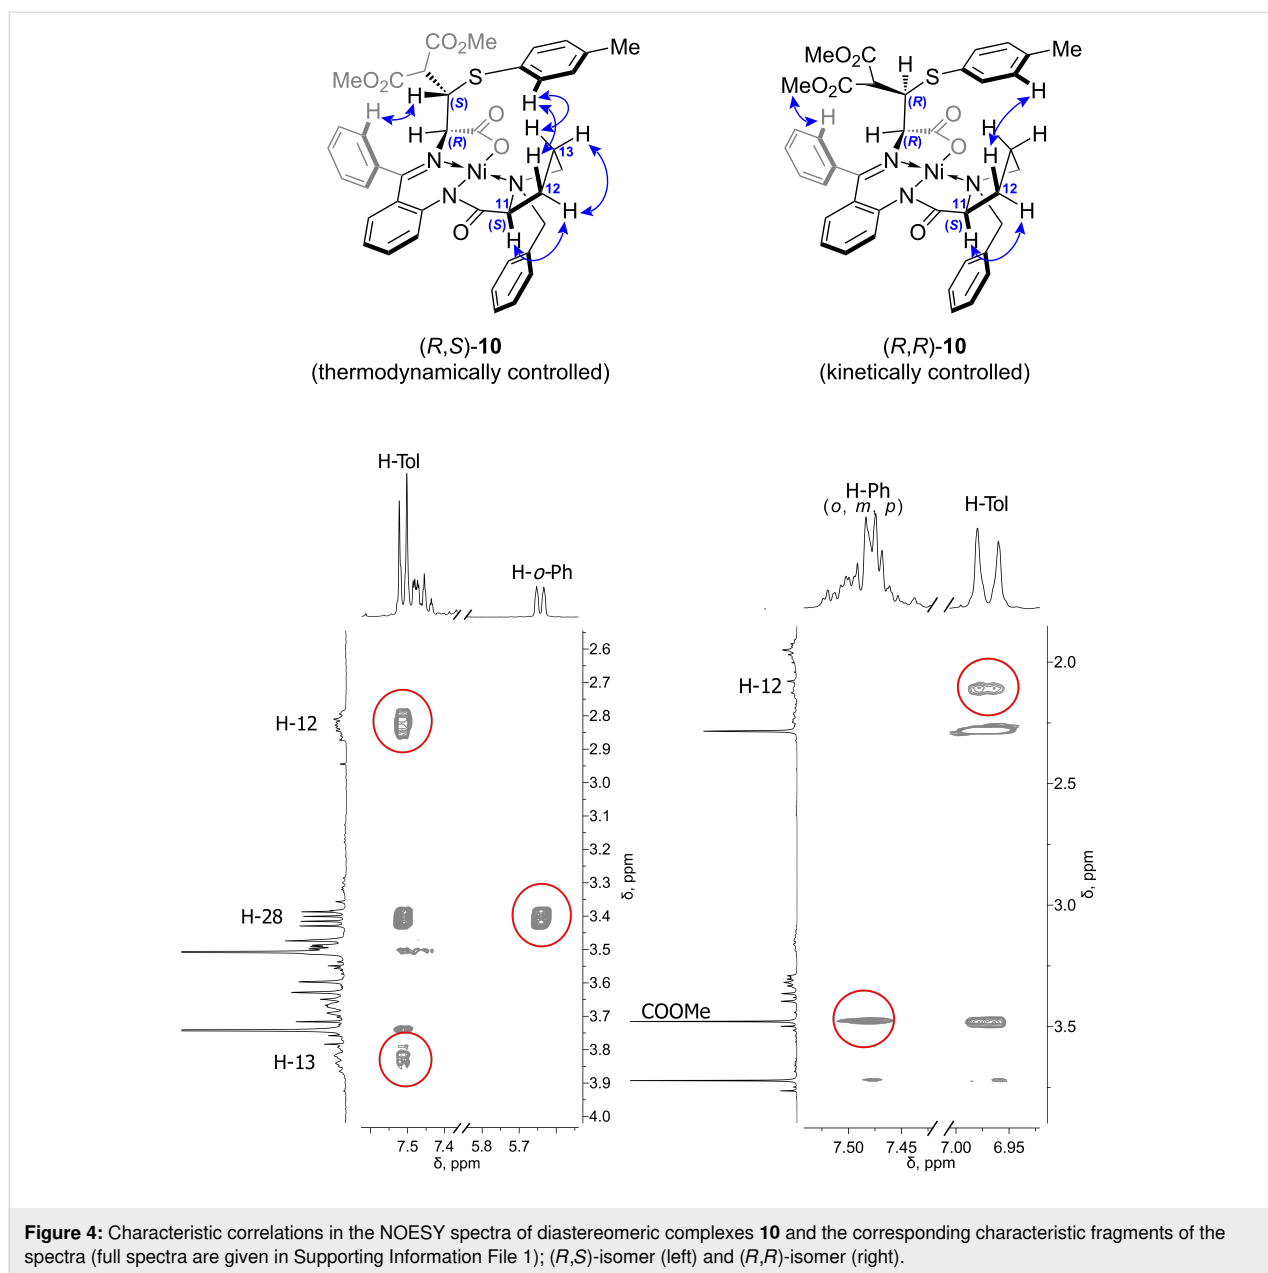 CO₂Me
MeO₂C
S
Me
H
H
(S)
H
H
(R)
O
O
N
Ni
N
N
H
H
H
13
12
11
(S)
H
O
H
(R,S)-10
(thermodynamically controlled)
MeO₂C
MeO₂C
H
S
Me
H
(R)
H
H
(R)
O
O
N
Ni
N
N
H
H
H
12
11
(S)
H
O
H
(R,R)-10
(kinetically controlled)
H-Tol
H-o-Ph
H-12
H-28
H-13
2.6
2.7
2.8
2.9
3.0
3.1
3.2
3.3
3.4
3.5
3.6
3.7
3.8
3.9
4.0
δ, ppm
7.5 7.4 5.8 5.7
δ, ppm
H-Ph
(o, m, p)
H-Tol
H-12
COOMe
2.0
2.5
3.0
3.5
δ, ppm
7.50 7.45 7.00 6.95
δ, ppm
Figure 4: Characteristic correlations in the NOESY spectra of diastereomeric complexes 10 and the corresponding characteristic fragments of the
spectra (full spectra are given in Supporting Information File 1); (R,S)-isomer (left) and (R,R)-isomer (right).